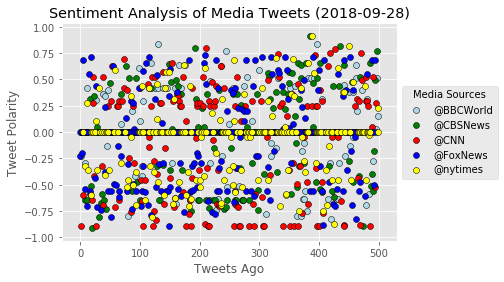 Sentiment Analysis of Media Tweets (2018-09-28)
1.00
0.75
0.50
0.25
0.00
−0.25
−0.50
−0.75
−1.00
Tweet Polarity
0
100
200
300
400
500
Tweets Ago
Media Sources
@BBCWorld
@CBSNews
@CNN
@FoxNews
@nytimes